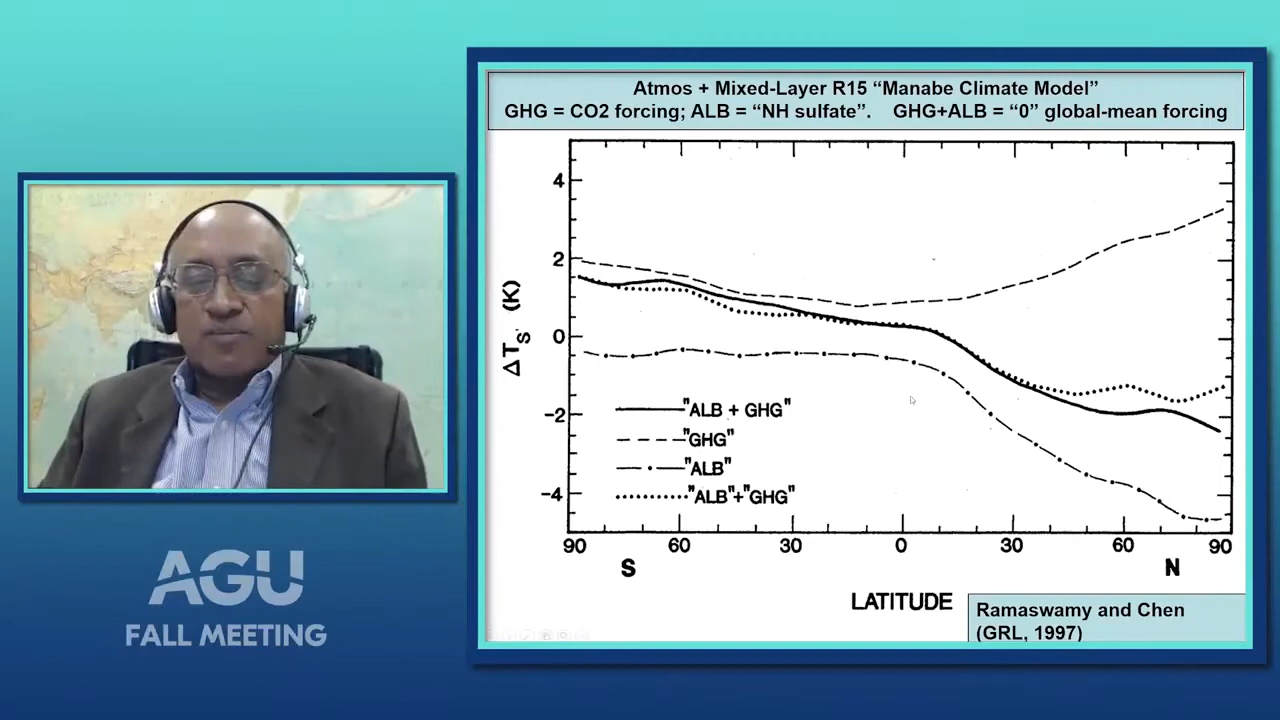 Atmos + Mixed-Layer R15 “Manabe Climate Model”
GHG = CO2 forcing; ALB = “NH sulfate”. GHG+ALB = “0” global-mean forcing
4
2
0
-2
-4
ΔTs, (K)
"ALB + GHG"
"GHG"
"ALB"
"ALB"+"GHG"
90 60 30 0 30 60 90
S N
LATITUDE
Ramaswamy and Chen
(GRL, 1997)
AGU
FALL MEETING